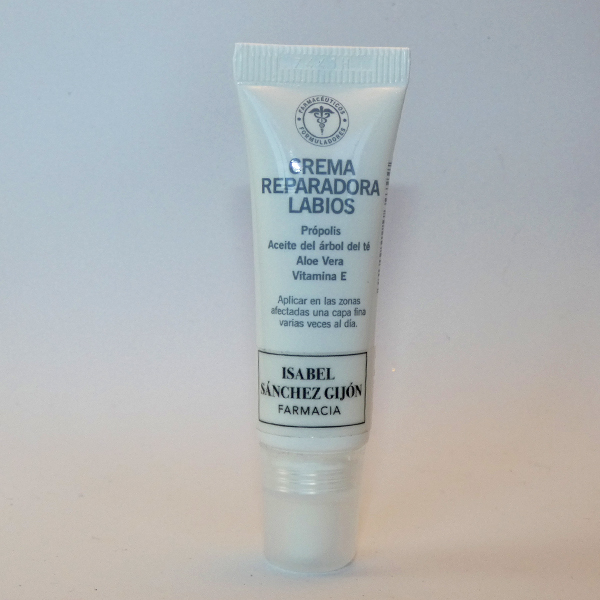 FARMACÉUTICOS
FORMULADORES
CREMA
REPARADORA
LABIOS
Própolis
Aceite del árbol del té
Aloe Vera
Vitamina E
Aplicar en las zonas
afectadas una capa fina
varias veces al día.
ISABEL
SÁNCHEZ GIJÓN
FARMACIA